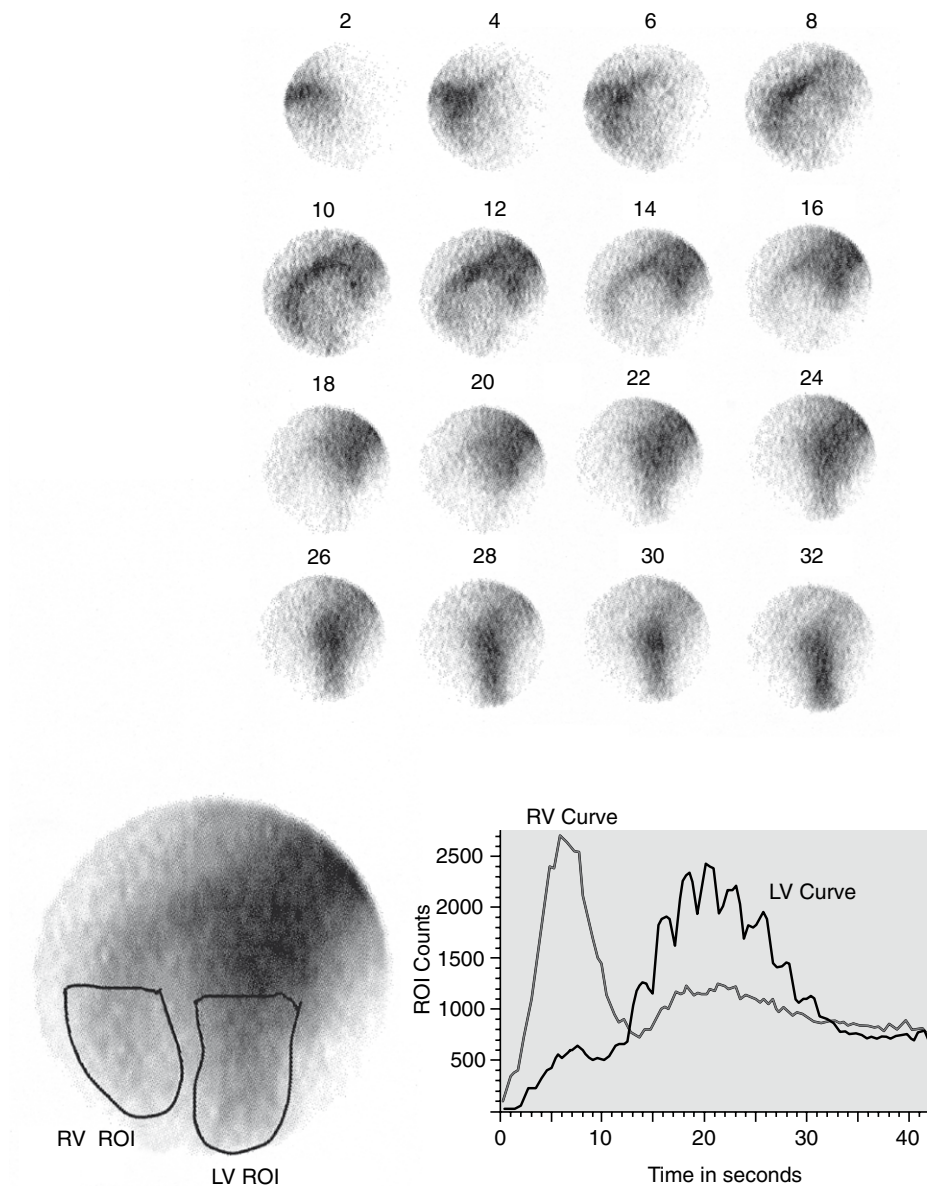 2 4 6 8
10 12 14 16
18 20 22 24
26 28 30 32
RV ROI
LV ROI
RV Curve
LV Curve
ROI Counts
2500
2000
1500
1000
500
0 10 20 30 40
Time in seconds